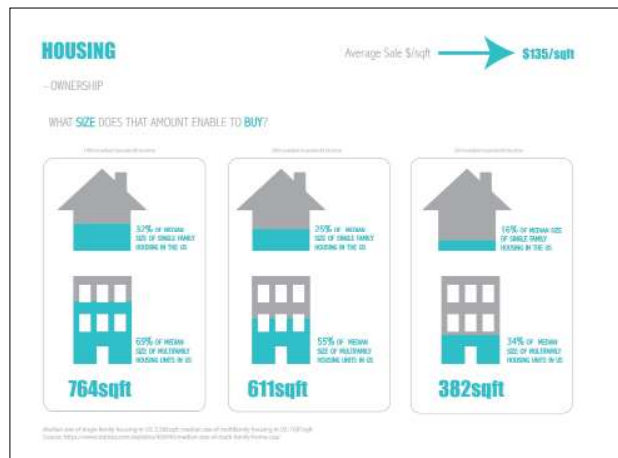 HOUSING
Average Sale $/sqft
$135/sqft
- OWNERSHIP
WHAT SIZE DOES THAT AMOUNT ENABLE TO BUY?
32% OF MEDIAN
SIZE OF SINGLE FAMILY
HOUSING IN THE US
69% OF MEDIAN
SIZE OF MULTIFAMILY
HOUSING UNITS IN US
764sqft
25% OF MEDIAN
SIZE OF SINGLE FAMILY
HOUSING IN THE US
55% OF MEDIAN
SIZE OF MULTIFAMILY
HOUSING UNITS IN US
611sqft
16% OF MEDIAN SIZE
OF SINGLE FAMILY
HOUSING IN THE US
34% OF MEDIAN
SIZE OF MULTIFAMILY
HOUSING UNITS IN US
382sqft